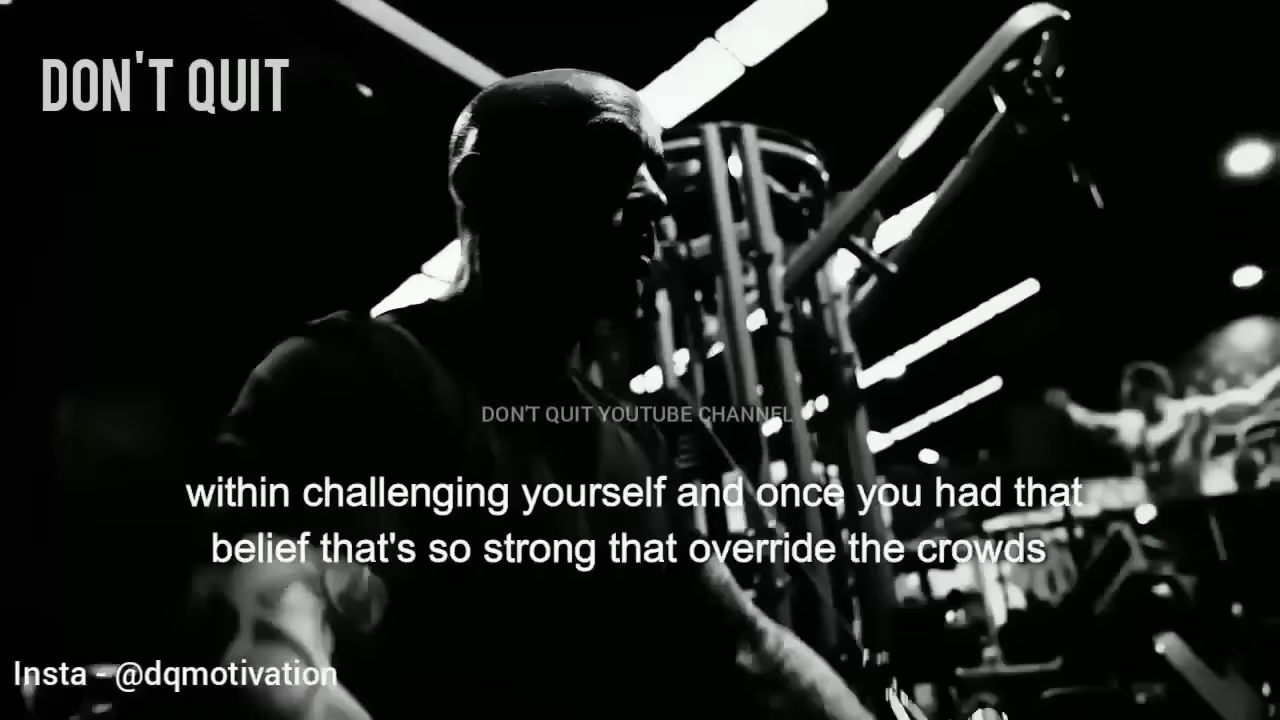 DON'T QUIT
DON'T QUIT YOUTUBE CHANNEL
within challenging yourself and once you had that
belief that's so strong that override the crowds
Insta - @dqmotivation